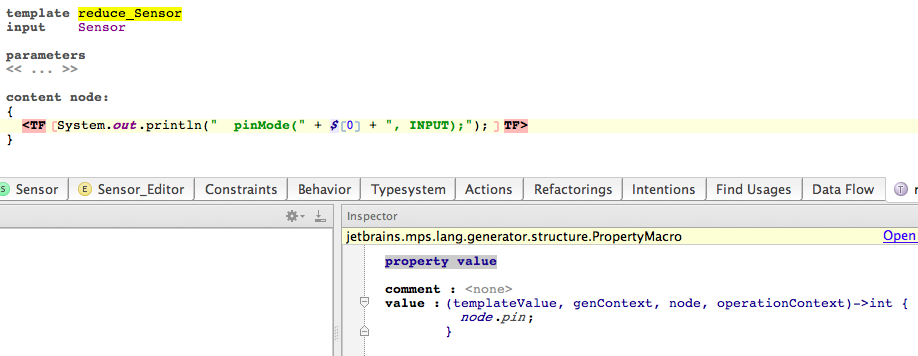 template reduce_Sensor
input Sensor
parameters
<< ... >>
content node:
{
<TF [System.out.println("  pinMode(" + $[0] + ", INPUT);"); ] TF>
}
S Sensor E Sensor_Editor Constraints Behavior Typesystem Actions Refactorings Intentions Find Usages Data Flow T
Inspector
jetbrains.mps.lang.generator.structure.PropertyMacro Open
property value
comment : <none>
value : (templateValue, genContext, node, operationContext)->int {
node.pin;
}